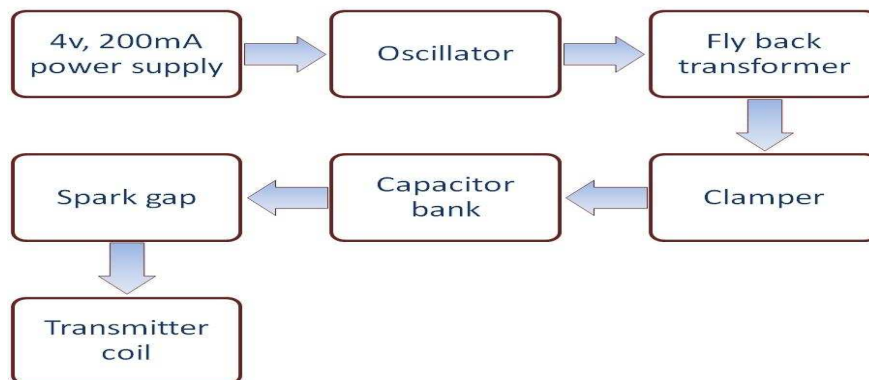 4v, 200mA
power supply
Oscillator
Fly back
transformer
Clamper
Capacitor
bank
Spark gap
Transmitter
coil